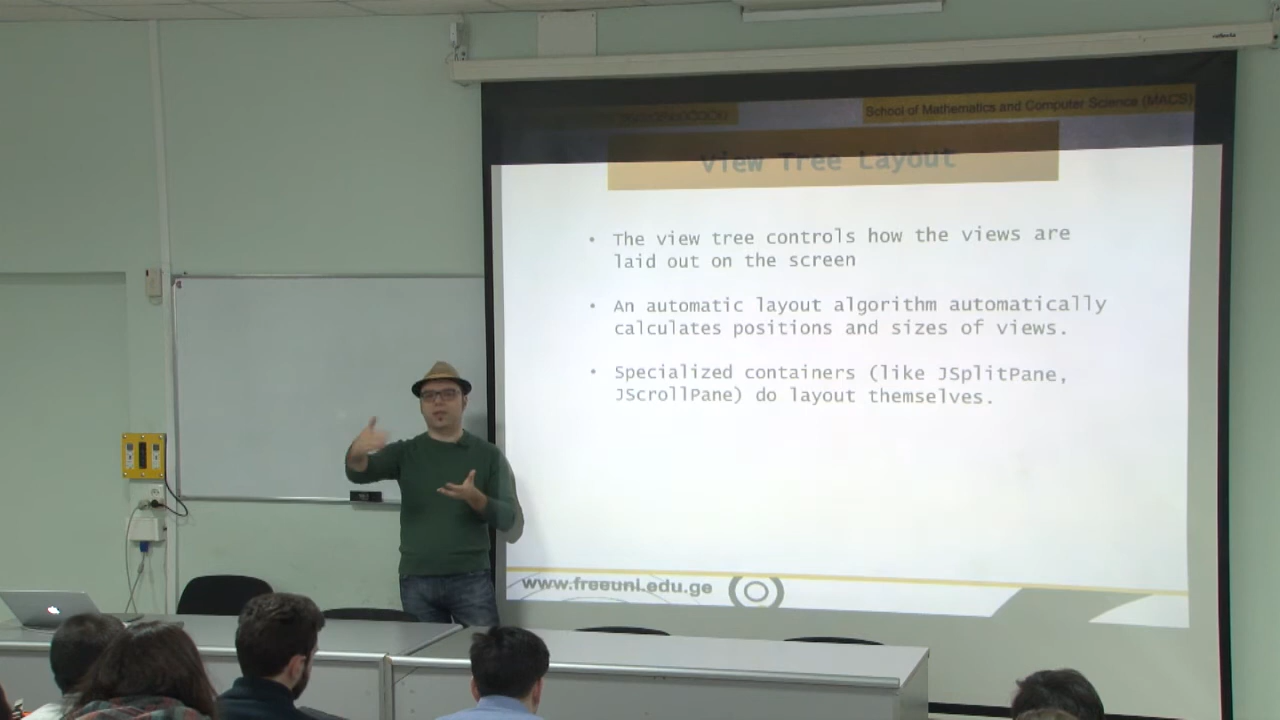 reflecta
School of Mathematics and Computer Science (MACS)
View Tree Layout
• The view tree controls how the views are
laid out on the screen
• An automatic layout algorithm automatically
calculates positions and sizes of views.
• Specialized containers (like JSplitPane,
JScrollPane) do layout themselves.
www.freeuni.edu.ge